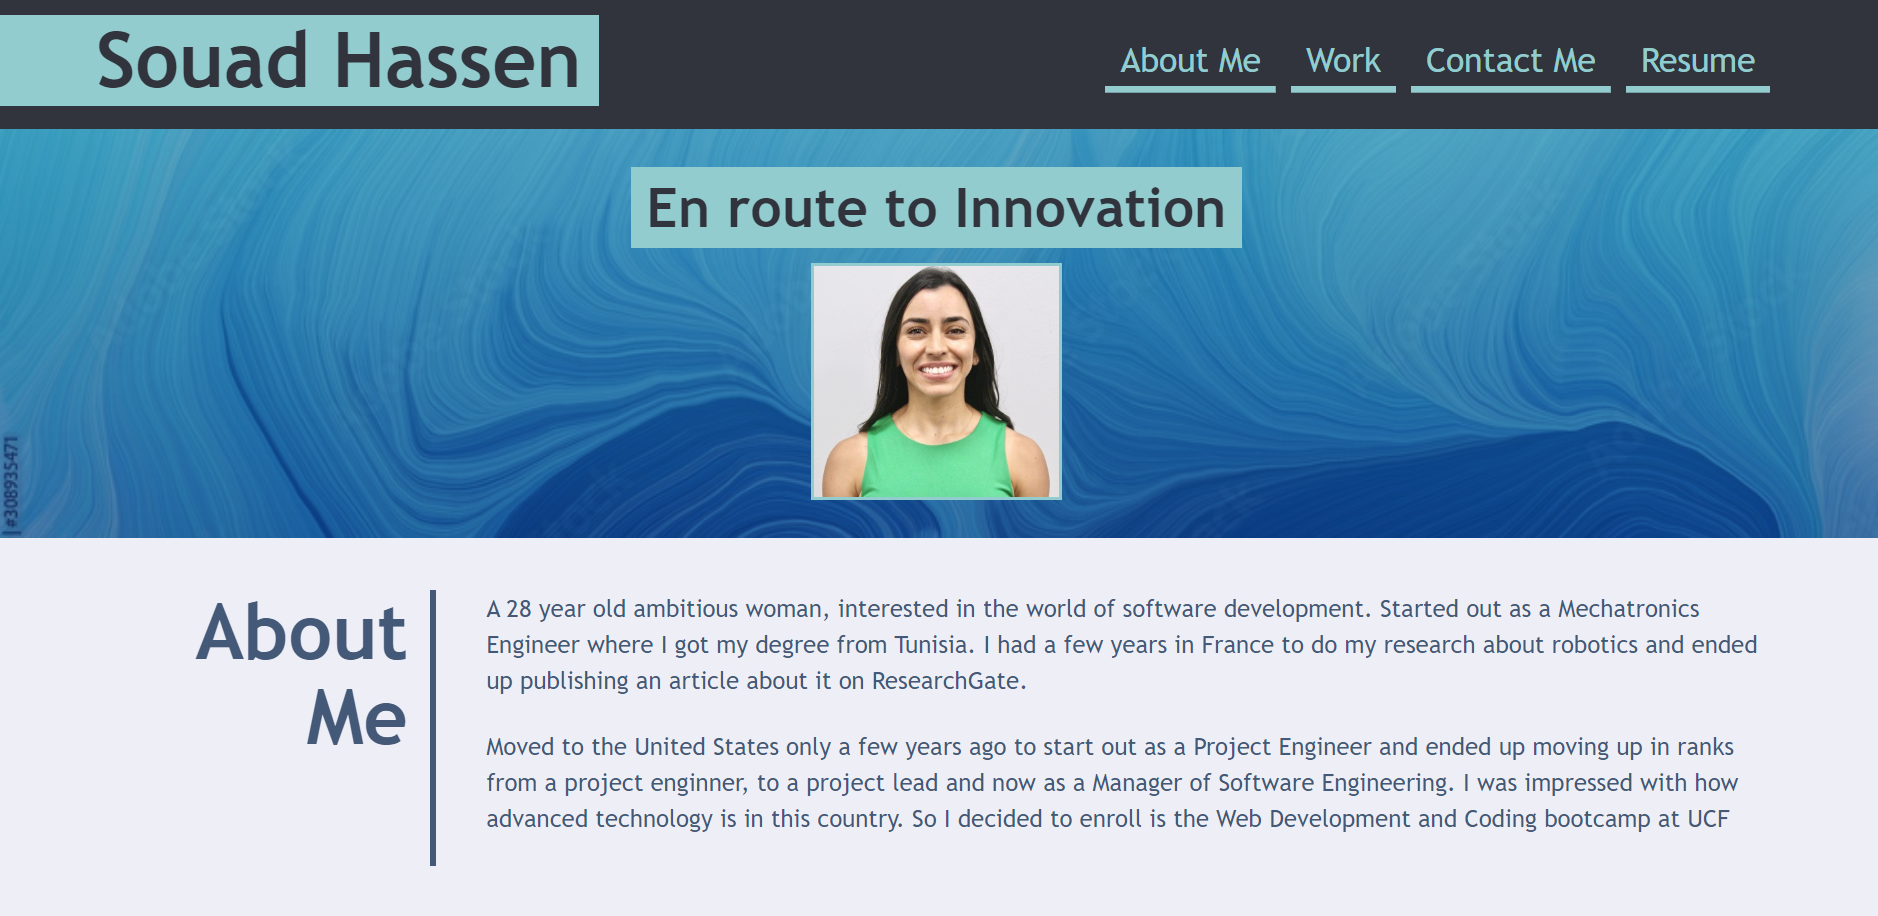 Souad Hassen
About Me
Work
Contact Me
Resume
En route to Innovation
#308935471
About
Me
A 28 year old ambitious woman, interested in the world of software development. Started out as a Mechatronics
Engineer where I got my degree from Tunisia. I had a few years in France to do my research about robotics and ended
up publishing an article about it on ResearchGate.
Moved to the United States only a few years ago to start out as a Project Engineer and ended up moving up in ranks
from a project enginner, to a project lead and now as a Manager of Software Engineering. I was impressed with how
advanced technology is in this country. So I decided to enroll is the Web Development and Coding bootcamp at UCF